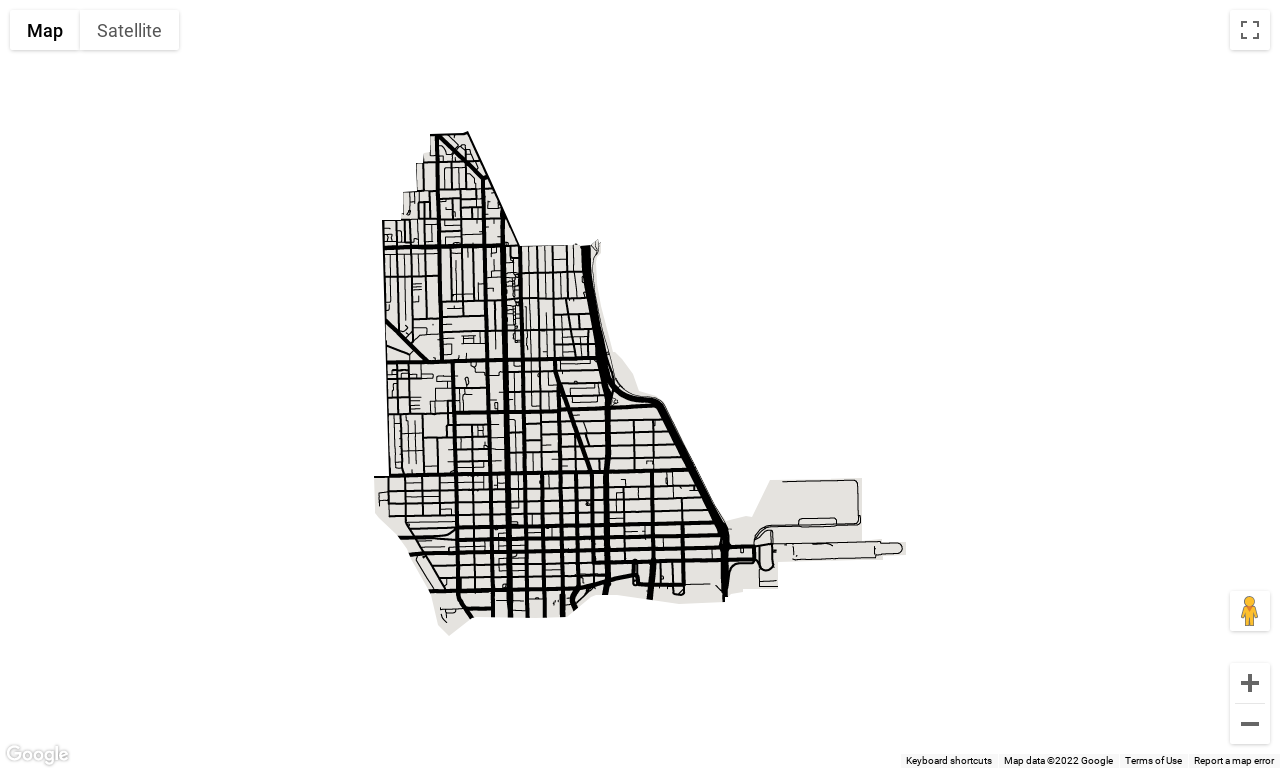 Map
Satellite
Google
Keyboard shortcuts
Map data ©2022 Google
Terms of Use
Report a map error